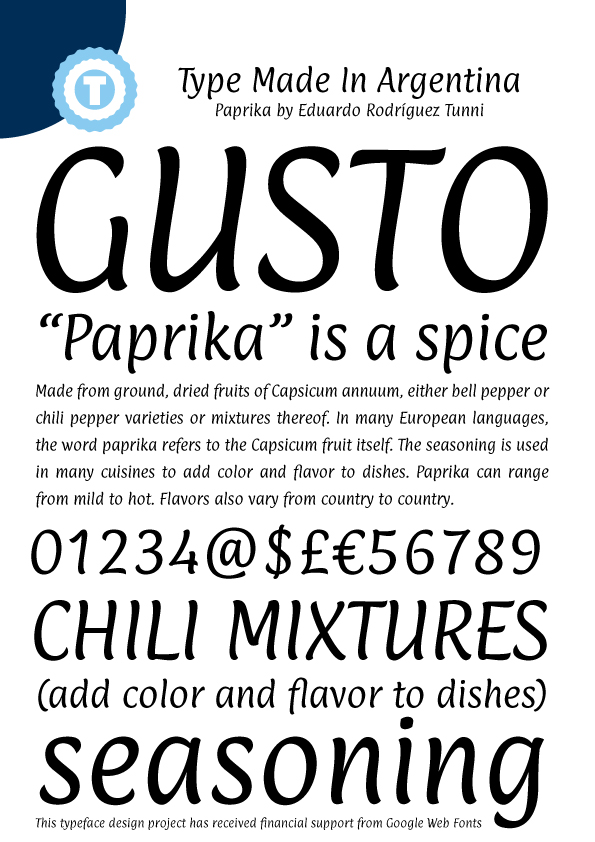 T
Type Made In Argentina
Paprika by Eduardo Rodríguez Tunni
GUSTO
“Paprika” is a spice
Made from ground, dried fruits of Capsicum annuum, either bell pepper or
chili pepper varieties or mixtures thereof. In many European languages,
the word paprika refers to the Capsicum fruit itself. The seasoning is used
in many cuisines to add color and flavor to dishes. Paprika can range
from mild to hot. Flavors also vary from country to country.
01234@$£€56789
CHILI MIXTURES
(add color and flavor to dishes)
seasoning
This typeface design project has received financial support from Google Web Fonts